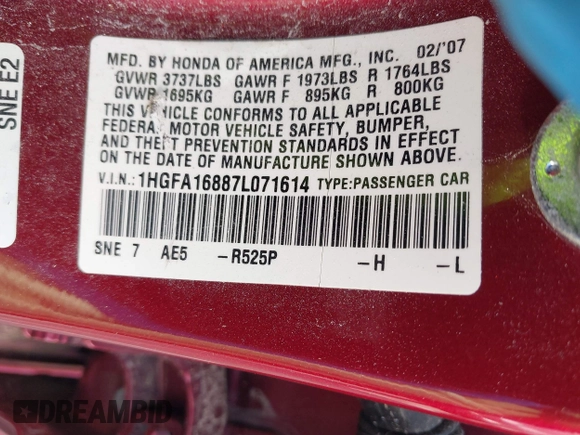 MFD. BY HONDA OF AMERICA MFG., INC. 02/'07
GVWR 3737LBS GAWR F 1973LBS R 1764LBS
GVWR 1695KG GAWR F 895KG R 800KG
THIS VEHICLE CONFORMS TO ALL APPLICABLE
FEDERAL MOTOR VEHICLE SAFETY, BUMPER,
AND THEFT PREVENTION STANDARDS IN EFFECT
ON THE DATE OF MANUFACTURE SHOWN ABOVE.
V.I.N.: 1HGFA16887L071614 TYPE:PASSENGER CAR
SNE 7 AE5 -R525P -H -L
SNE E2
DREAMBID